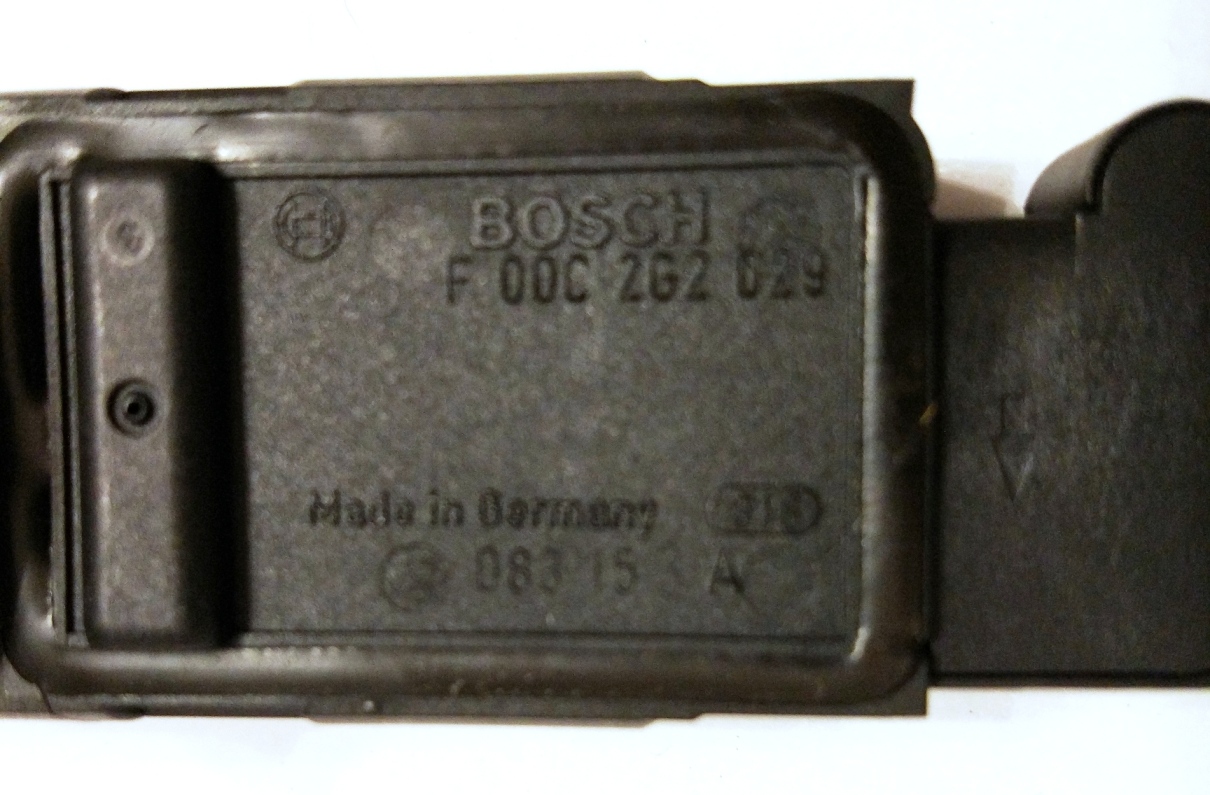 BOSCH
F 00C 2G2 029
Made in Germany
083 15 A